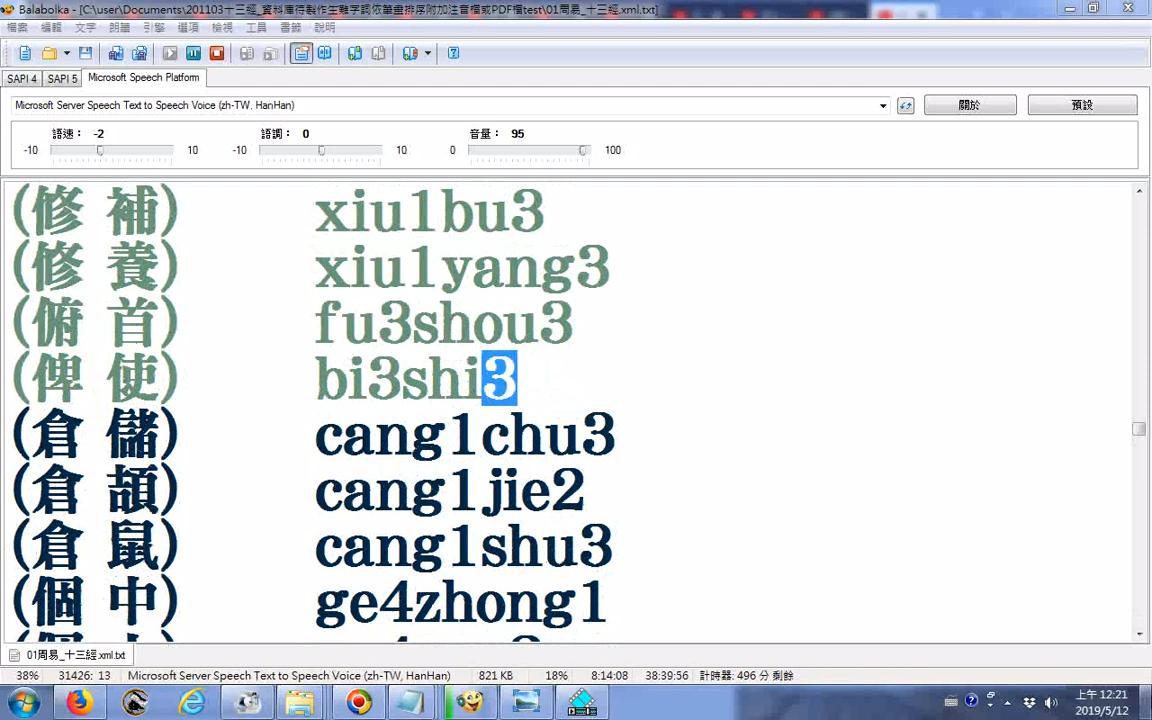 Balabolka - [C:\user\Documents\201103十三經_資料庫待製作生難字詞依筆畫排序附加注音檔或PDF檔test\01周易_十三經.xml.txt]
檔案 編輯 文字 朗讀 引擎 選項 檢視 工具 書籤 說明
SAPI 4 SAPI 5 Microsoft Speech Platform
Microsoft Server Speech Text to Speech Voice (zh-TW, HanHan) 關於 預設
語速： -2 語調： 0 音量： 95
-10 10 -10 10 0 100
(修 補) xiu1bu3
(修 養) xiu1yang3
(俯 首) fu3shou3
(俾 使) bi3shi3
(倉 儲) cang1chu3
(倉 頡) cang1jie2
(倉 鼠) cang1shu3
(個 中) ge4zhong1
01周易_十三經.xml.txt
38% 31426: 13 Microsoft Server Speech Text to Speech Voice (zh-TW, HanHan) 821 KB 18% 8:14:08 38:39:56 計時器: 496 分 剩餘
上午 12:21
2019/5/12